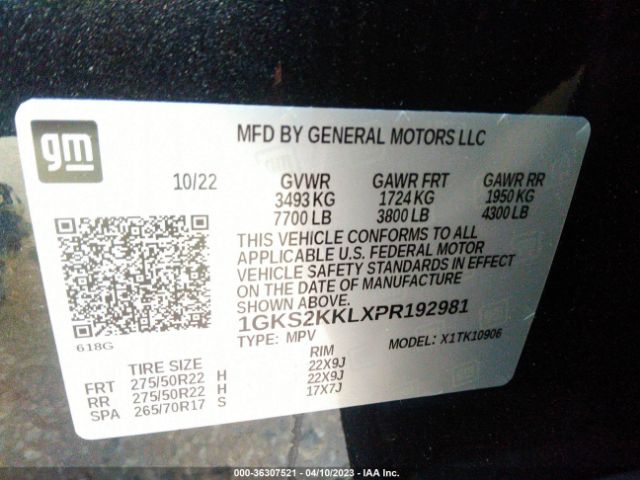 gm
MFD BY GENERAL MOTORS LLC
10/22 GVWR GAWR FRT GAWR RR
3493 KG 1724 KG 1950 KG
7700 LB 3800 LB 4300 LB
THIS VEHICLE CONFORMS TO ALL
APPLICABLE U.S. FEDERAL MOTOR
VEHICLE SAFETY STANDARDS IN EFFECT
ON THE DATE OF MANUFACTURE
SHOWN ABOVE.
1GKS2KKLXPR192981
618G TYPE: MPV MODEL: X1TK10906
TIRE SIZE RIM
FRT 275/50R22 H 22X9J
RR 275/50R22 H 22X9J
SPA 265/70R17 S 17X7J
000-36307521 - 04/10/2023 - IAA Inc.